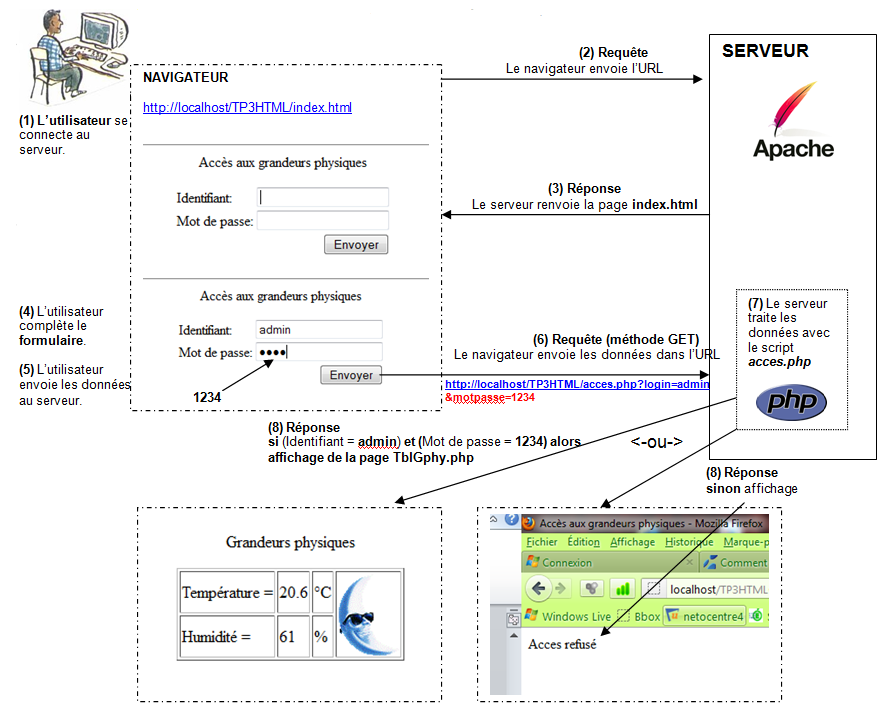 (1) L'utilisateur se
connecte au
serveur.
NAVIGATEUR
http://localhost/TP3HTML/index.html
(2) Requête
Le navigateur envoie l'URL
SERVEUR
Apache
Accès aux grandeurs physiques
Identifiant:
Mot de passe:
Envoyer
(3) Réponse
Le serveur renvoie la page index.html
(4) L'utilisateur
complète le
formulaire.
(5) L'utilisateur
envoie les données
au serveur.
Accès aux grandeurs physiques
Identifiant: admin
Mot de passe: ●●●●
Envoyer
1234
(6) Requête (méthode GET)
Le navigateur envoie les données dans l'URL
http://localhost/TP3HTML/acces.php?login=admin
&motpasse=1234
(7) Le serveur
traite les
données avec
le script
acces.php
php
(8) Réponse
si (Identifiant = admin) et (Mot de passe = 1234) alors
affichage de la page TblGphy.php
<-ou->
(8) Réponse
sinon affichage
Grandeurs physiques
Température = 20.6 °C
Humidité = 61 %
Accès aux grandeurs physiques - Mozilla Firefox
Fichier Édition Affichage Historique Marque-p
Connexion × Comment
localhost/TP3HTML
Windows Live Bbox netocentre4
Acces refusé